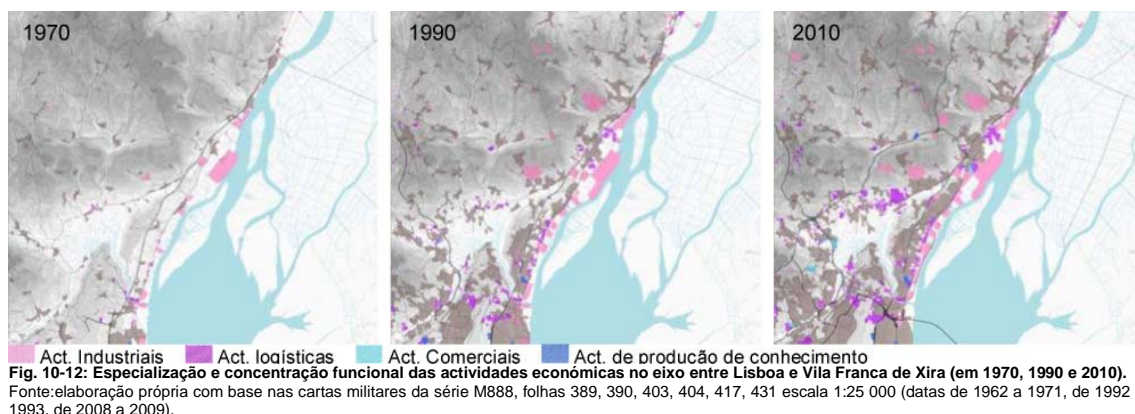 1970 1990 2010
Act. Industriais Act. logísticas Act. Comerciais Act. de produção de conhecimento
Fig. 10-12: Especialização e concentração funcional das actividades económicas no eixo entre Lisboa e Vila Franca de Xira (em 1970, 1990 e 2010).
Fonte:elaboração própria com base nas cartas militares da série M888, folhas 389, 390, 403, 404, 417, 431 escala 1:25 000 (datas de 1962 a 1971, de 1992
1993, de 2008 a 2009).